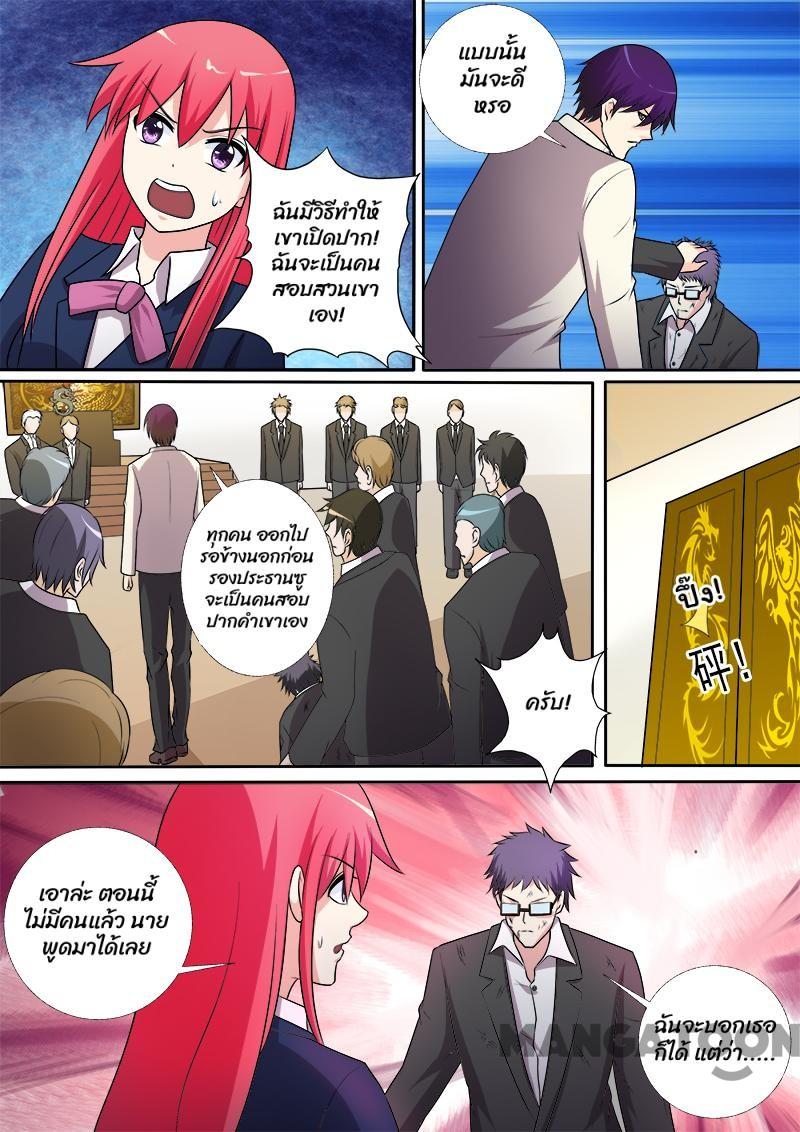 ฉันมีวิธีทำให้
เขาเปิดปาก!
ฉันจะเป็นคน
สอบสวนเขา
เอง!
แบบนั้น
มันจะดี
หรอ
ทุกคน ออกไป
รอข้างนอกก่อน
รองประธานซู
จะเป็นคนสอบ
ปากคำเขาเอง
ครับ!
ปึ๊ง!
砰!
เอาล่ะ ตอนนี้
ไม่มีคนแล้ว นาย
พูดมาได้เลย
ฉันจะบอกเธอ
ก็ได้ แต่ว่า.....
MANGATOON